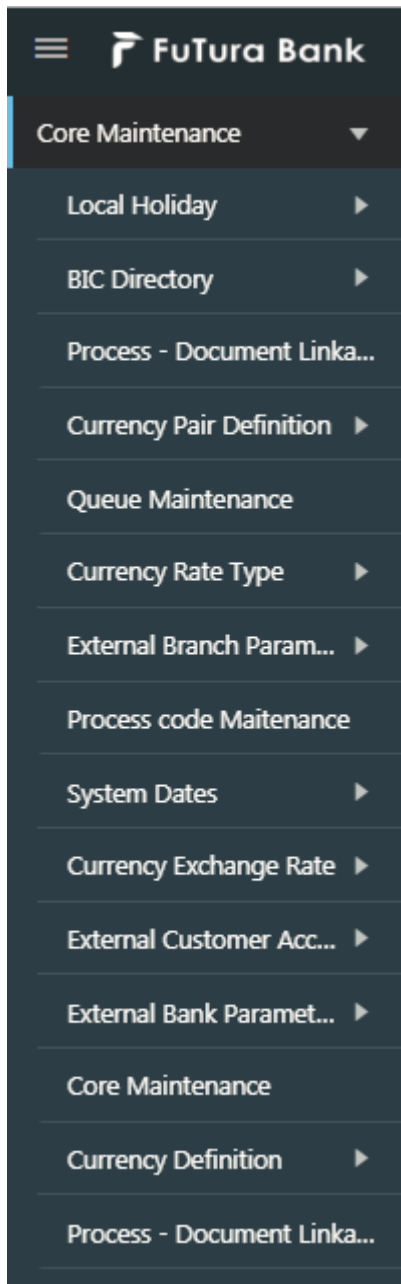 FuTura Bank
Core Maintenance
Local Holiday
BIC Directory
Process - Document Linka...
Currency Pair Definition
Queue Maintenance
Currency Rate Type
External Branch Param...
Process code Maitenance
System Dates
Currency Exchange Rate
External Customer Acc...
External Bank Paramet...
Core Maintenance
Currency Definition
Process - Document Linka...